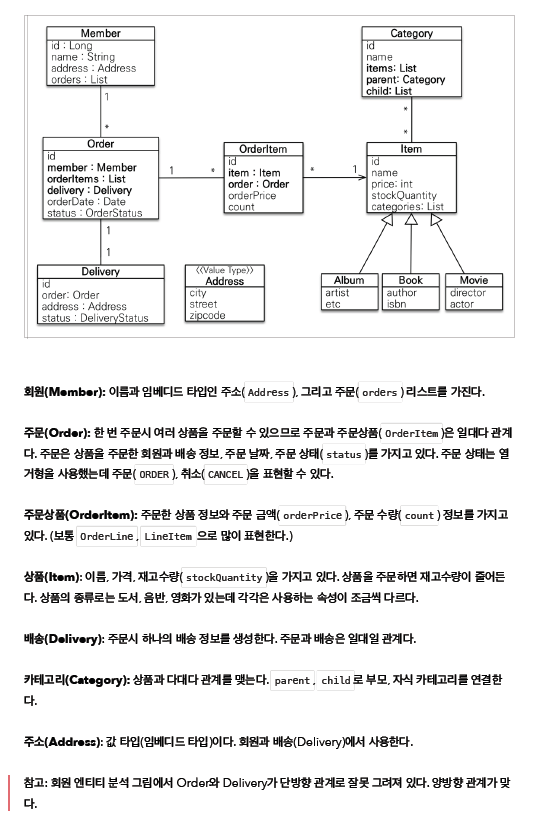 Member
id : Long
name : String
address : Address
orders : List
Category
id
name
items: List
parent: Category
child: List
1
*
*
*
Order
id
member : Member
orderItems : List
delivery : Delivery
orderDate : Date
status : OrderStatus
1
*
OrderItem
id
item : Item
order : Order
orderPrice
count
*
1
Item
id
name
price: int
stockQuantity
categories: List
1
1
Delivery
id
order: Order
address : Address
status : DeliveryStatus
⟨⟨Value Type⟩⟩
Address
city
street
zipcode
Album
artist
etc
Book
author
isbn
Movie
director
actor
회원(Member): 이름과 임베디드 타입인 주소( Address ), 그리고 주문( orders ) 리스트를 가진다.
주문(Order): 한 번 주문시 여러 상품을 주문할 수 있으므로 주문과 주문상품( OrderItem )은 일대다 관계
다. 주문은 상품을 주문한 회원과 배송 정보, 주문 날짜, 주문 상태( status )를 가지고 있다. 주문 상태는 열
거형을 사용했는데 주문( ORDER ), 취소( CANCEL )을 표현할 수 있다.
주문상품(OrderItem): 주문한 상품 정보와 주문 금액( orderPrice ), 주문 수량( count ) 정보를 가지고
있다. (보통 OrderLine , LineItem 으로 많이 표현한다.)
상품(Item): 이름, 가격, 재고수량( stockQuantity )을 가지고 있다. 상품을 주문하면 재고수량이 줄어든
다. 상품의 종류로는 도서, 음반, 영화가 있는데 각각은 사용하는 속성이 조금씩 다르다.
배송(Delivery): 주문시 하나의 배송 정보를 생성한다. 주문과 배송은 일대일 관계다.
카테고리(Category): 상품과 다대다 관계를 맺는다. parent , child 로 부모, 자식 카테고리를 연결한
다.
주소(Address): 값 타입(임베디드 타입)이다. 회원과 배송(Delivery)에서 사용한다.
참고: 회원 엔티티 분석 그림에서 Order와 Delivery가 단방향 관계로 잘못 그려져 있다. 양방향 관계가 맞
다.